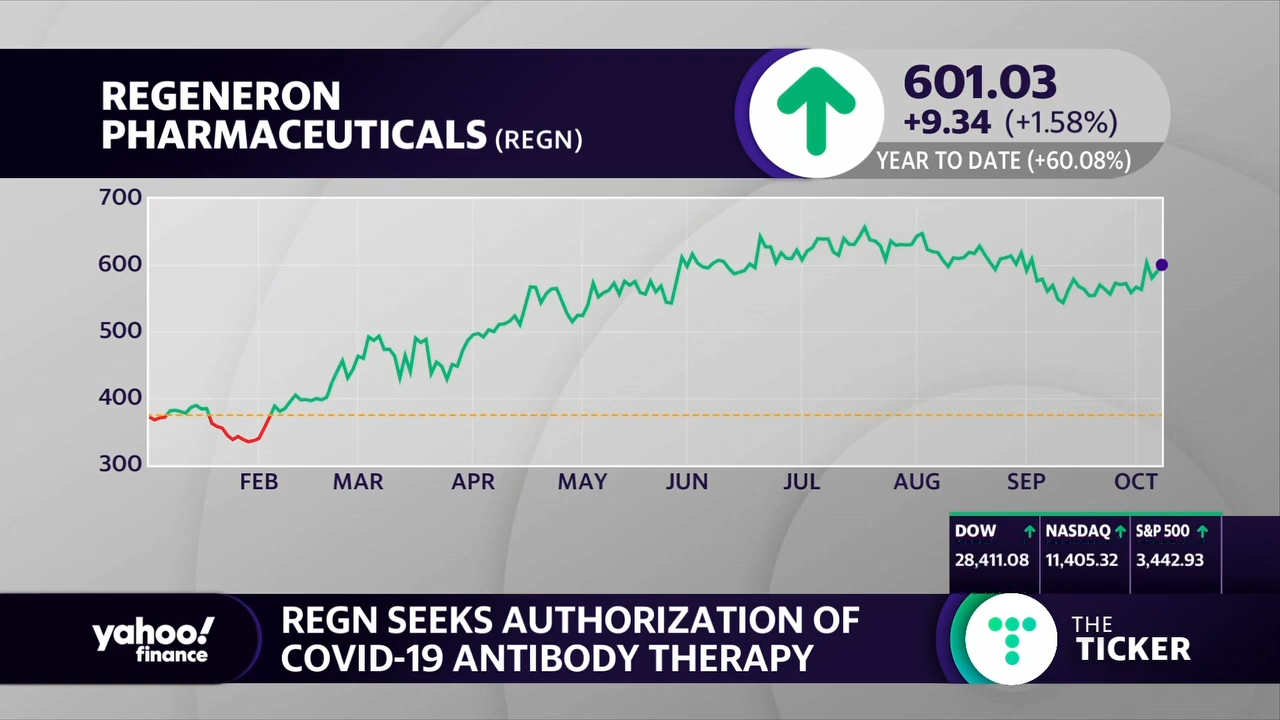 REGENERON
PHARMACEUTICALS (REGN)
601.03
+9.34 (+1.58%)
YEAR TO DATE (+60.08%)
700
600
500
400
300
FEB MAR APR MAY JUN JUL AUG SEP OCT
DOW NASDAQ S&P 500
28,411.08 11,405.32 3,442.93
yahoo!
finance
REGN SEEKS AUTHORIZATION OF
COVID-19 ANTIBODY THERAPY
THE
TICKER